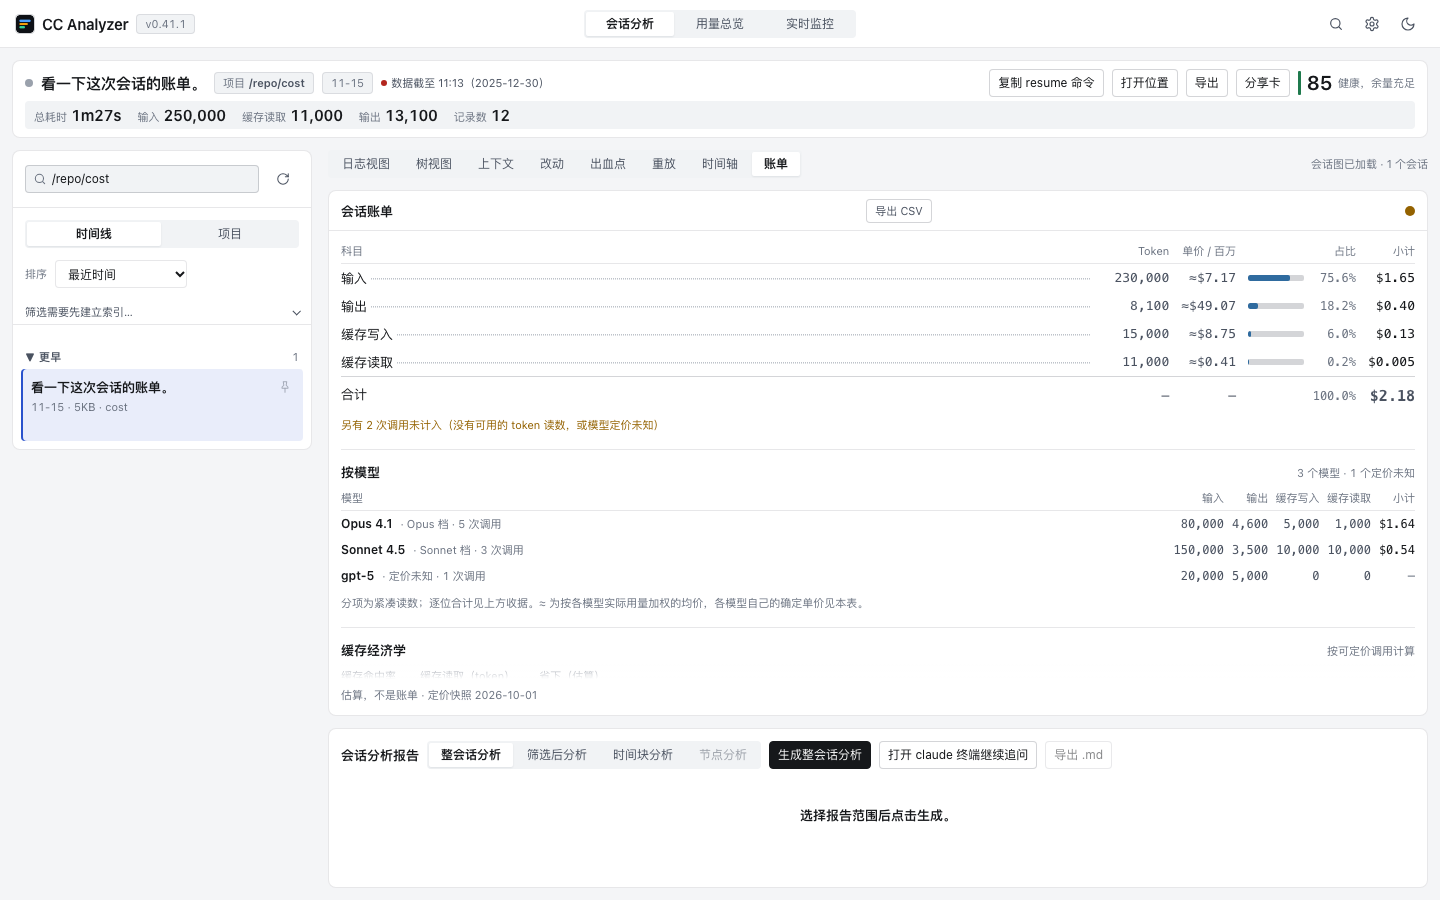 CC Analyzer v0.41.1 会话分析 用量总览 实时监控
看一下这次会话的账单。 项目 /repo/cost 11-15 数据截至 11:13 (2025-12-30) 复制 resume 命令 打开位置 导出 分享卡 85 健康，余量充足
总耗时 1m27s 输入 250,000 缓存读取 11,000 输出 13,100 记录数 12
/repo/cost
时间线 项目
排序 最近时间
筛选需要先建立索引...
▼ 更早 1
看一下这次会话的账单。
11-15 · 5KB · cost
日志视图 树视图 上下文 改动 出血点 重放 时间轴 账单 会话图已加载 · 1 个会话
会话账单 导出 CSV
科目 Token 单价 / 百万 占比 小计
输入 230,000 ≈$7.17 75.6% $1.65
输出 8,100 ≈$49.07 18.2% $0.40
缓存写入 15,000 ≈$8.75 6.0% $0.13
缓存读取 11,000 ≈$0.41 0.2% $0.005
合计 — — 100.0% $2.18
另有 2 次调用未计入（没有可用的 token 读数，或模型定价未知）
按模型 3 个模型 · 1 个定价未知
模型 输入 输出 缓存写入 缓存读取 小计
Opus 4.1 · Opus 档 · 5 次调用 80,000 4,600 5,000 1,000 $1.64
Sonnet 4.5 · Sonnet 档 · 3 次调用 150,000 3,500 10,000 10,000 $0.54
gpt-5 · 定价未知 · 1 次调用 20,000 5,000 0 0 —
分项为紧凑读数；逐位合计见上方收据。≈ 为按各模型实际用量加权的均价，各模型自己的确定单价见本表。
缓存经济学 按可定价调用计算
缓存命中率 缓存读取（token） 省下（估算）
估算，不是账单 · 定价快照 2026-10-01
会话分析报告 整会话分析 筛选后分析 时间块分析 节点分析 生成整会话分析 打开 claude 终端继续追问 导出 .md
选择报告范围后点击生成。